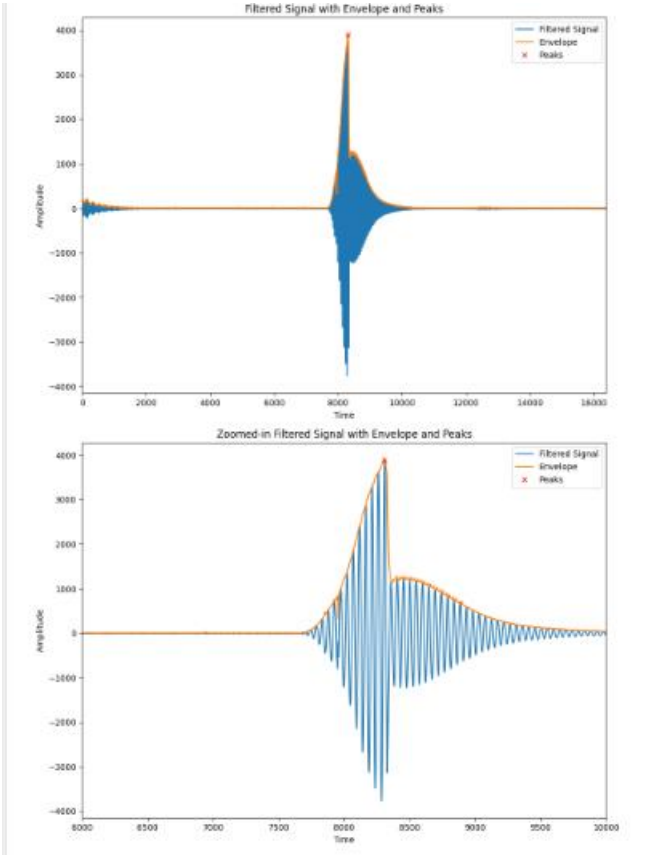 Filtered Signal with Envelope and Peaks
4000
3000
2000
1000
0
−1000
−2000
−3000
−4000
Amplitude
Filtered Signal
Envelope
Peaks
0 2000 4000 6000 8000 10000 12000 14000 16000
Time
Zoomed-in Filtered Signal with Envelope and Peaks
4000
3000
2000
1000
0
−1000
−2000
−3000
−4000
Amplitude
Filtered Signal
Envelope
Peaks
6000 6500 7000 7500 8000 8500 9000 9500 10000
Time